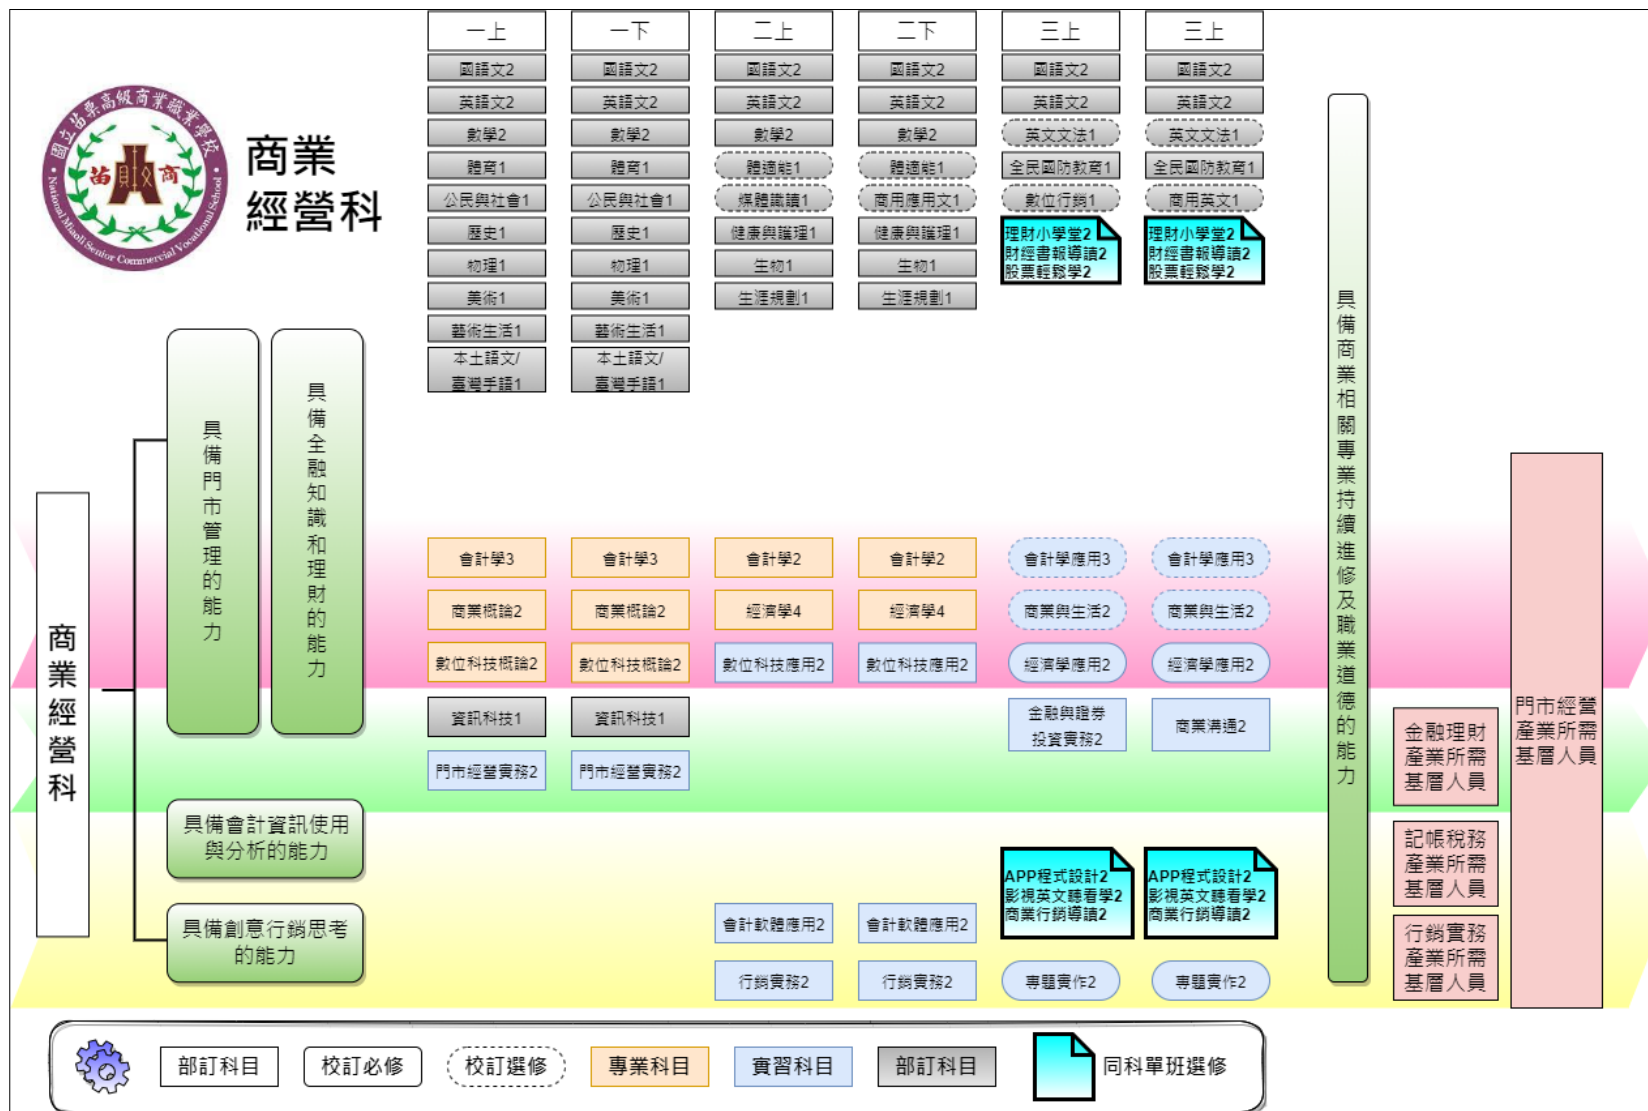 國立苗栗高級商業職業學校
National Miaoli Senior Commercial Vocational School
苗 財文 商
商業
經營科
一上 一下 二上 二下 三上 三上
國語文2 國語文2 國語文2 國語文2 國語文2 國語文2
英語文2 英語文2 英語文2 英語文2 英語文2 英語文2
數學2 數學2 數學2 數學2 英文文法1 英文文法1
體育1 體育1 體適能1 體適能1 全民國防教育1 全民國防教育1
公民與社會1 公民與社會1 媒體識讀1 商用應用文1 數位行銷1 商用英文1
歷史1 歷史1 健康與護理1 健康與護理1
理財小學堂2 理財小學堂2
財經書報導讀2 財經書報導讀2
股票輕鬆學2 股票輕鬆學2
物理1 物理1 生物1 生物1
美術1 美術1 生涯規劃1 生涯規劃1
藝術生活1 藝術生活1
本土語文/ 本土語文/
臺灣手語1 臺灣手語1
商業經營科
具備門市管理的能力
具備全融知識和理財的能力
具備會計資訊使用
與分析的能力
具備創意行銷思考
的能力
會計學3 會計學3 會計學2 會計學2 會計學應用3 會計學應用3
商業概論2 商業概論2 經濟學4 經濟學4 商業與生活2 商業與生活2
數位科技概論2 數位科技概論2 數位科技應用2 數位科技應用2 經濟學應用2 經濟學應用2
資訊科技1 資訊科技1
金融與證券
投資實務2
商業溝通2
門市經營實務2 門市經營實務2
APP程式設計2 APP程式設計2
影視英文聽看學2 影視英文聽看學2
商業行銷導讀2 商業行銷導讀2
會計軟體應用2 會計軟體應用2
行銷實務2 行銷實務2 專題實作2 專題實作2
具備商業相關專業持續進修及職業道德的能力
金融理財
產業所需
基層人員
記帳稅務
產業所需
基層人員
行銷實務
產業所需
基層人員
門市經營
產業所需
基層人員
部訂科目 校訂必修 校訂選修 專業科目 實習科目 部訂科目 同科單班選修